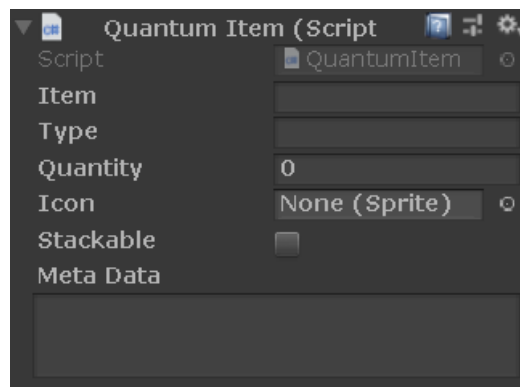 Quantum Item (Script
Script QuantumItem
Item
Type
Quantity 0
Icon None (Sprite)
Stackable
Meta Data